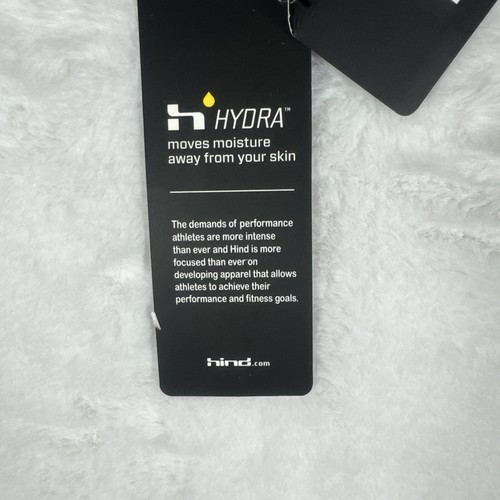 h HYDRA™
moves moisture
away from your skin
The demands of performance
athletes are more intense
than ever and Hind is more
focused than ever on
developing apparel that allows
athletes to achieve their
performance and fitness goals.
hind.com